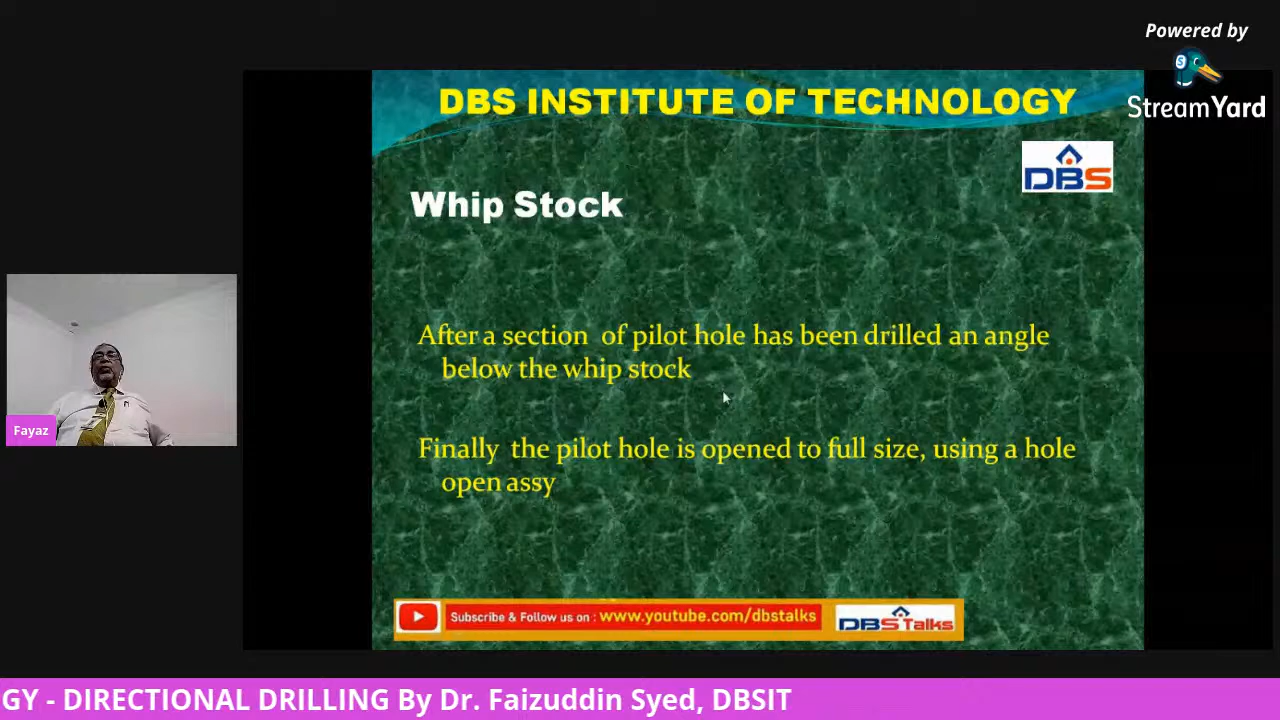 Powered by
StreamYard
DBS INSTITUTE OF TECHNOLOGY
DBS
Whip Stock
After a section of pilot hole has been drilled an angle
below the whip stock
Finally the pilot hole is opened to full size, using a hole
open assy
Fayaz
Subscribe & Follow us on : www.youtube.com/dbstalks
DBS Talks
GY - DIRECTIONAL DRILLING By Dr. Faizuddin Syed, DBSIT